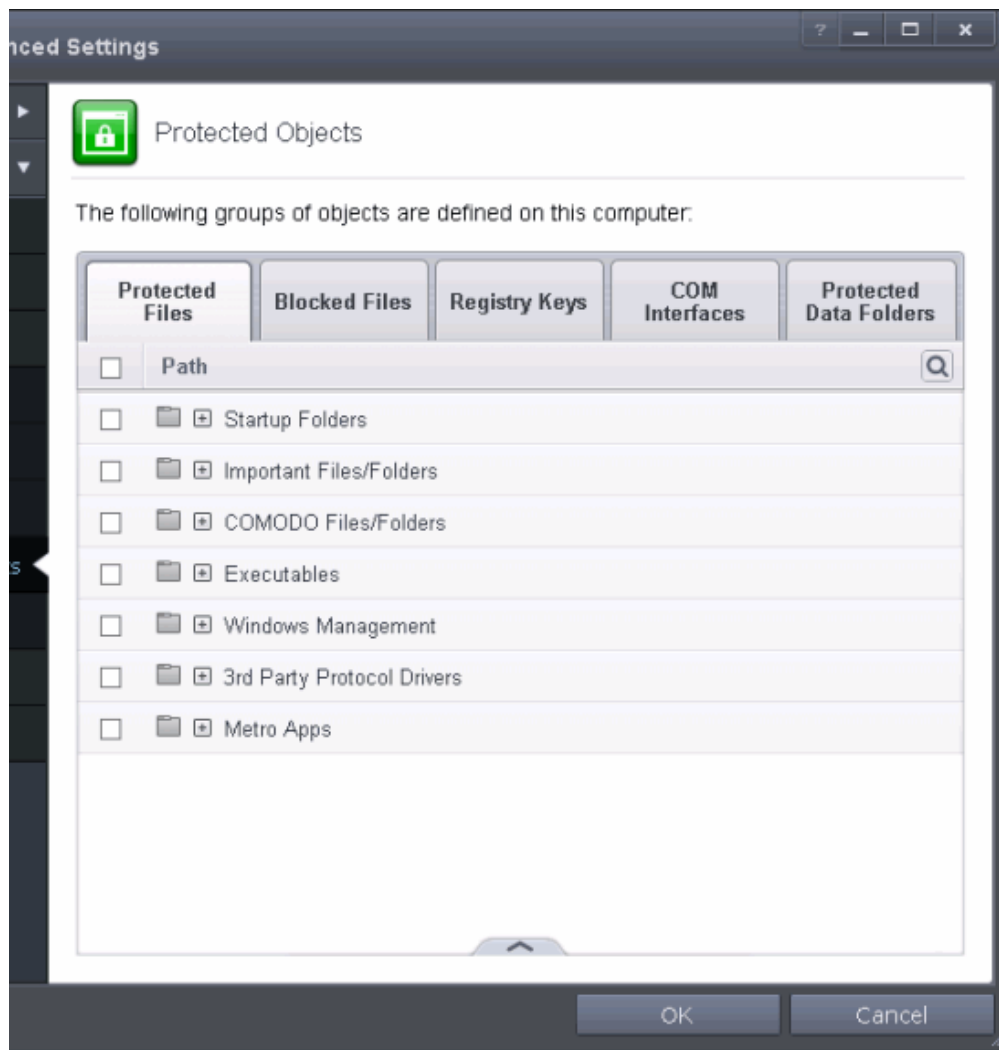 nced Settings
?
Protected Objects
The following groups of objects are defined on this computer:
Protected Files
Blocked Files
Registry Keys
COM Interfaces
Protected Data Folders
Path
Startup Folders
Important Files/Folders
COMODO Files/Folders
Executables
s
Windows Management
3rd Party Protocol Drivers
Metro Apps
OK
Cancel